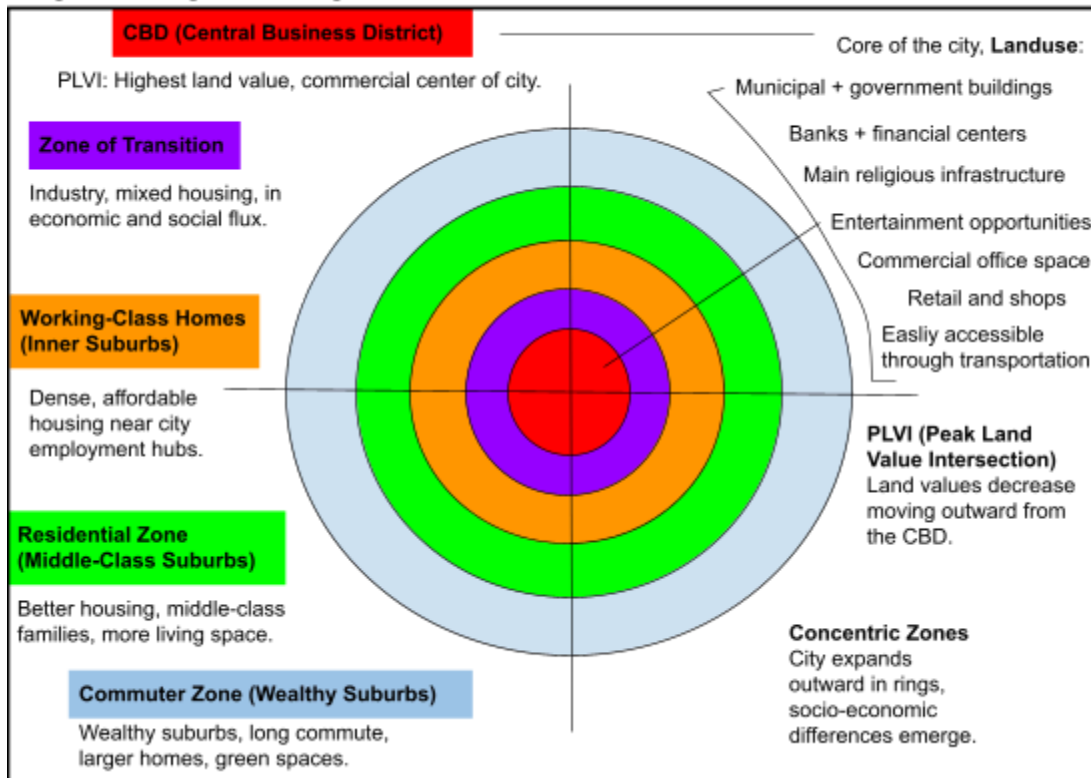 CBD (Central Business District)
PLVI: Highest land value, commercial center of city.
Zone of Transition
Industry, mixed housing, in
economic and social flux.
Working-Class Homes
(Inner Suburbs)
Dense, affordable
housing near city
employment hubs.
Residential Zone
(Middle-Class Suburbs)
Better housing, middle-class
families, more living space.
Commuter Zone (Wealthy Suburbs)
Wealthy suburbs, long commute,
larger homes, green spaces.
Core of the city, Landuse:
Municipal + government buildings
Banks + financial centers
Main religious infrastructure
Entertainment opportunities
Commercial office space
Retail and shops
Easliy accessible
through transportation
PLVI (Peak Land
Value Intersection)
Land values decrease
moving outward from
the CBD.
Concentric Zones
City expands
outward in rings,
socio-economic
differences emerge.